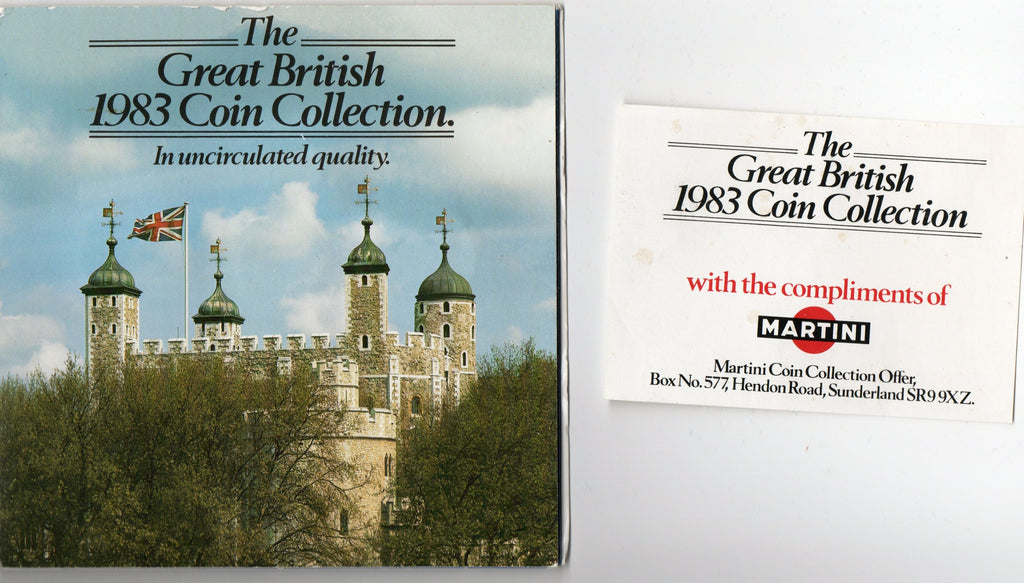 The
Great British
1983 Coin Collection.
In uncirculated quality.
The
Great British
1983 Coin Collection
with the compliments of
MARTINI
Martini Coin Collection Offer,
Box No. 577, Hendon Road, Sunderland SR9 9XZ.